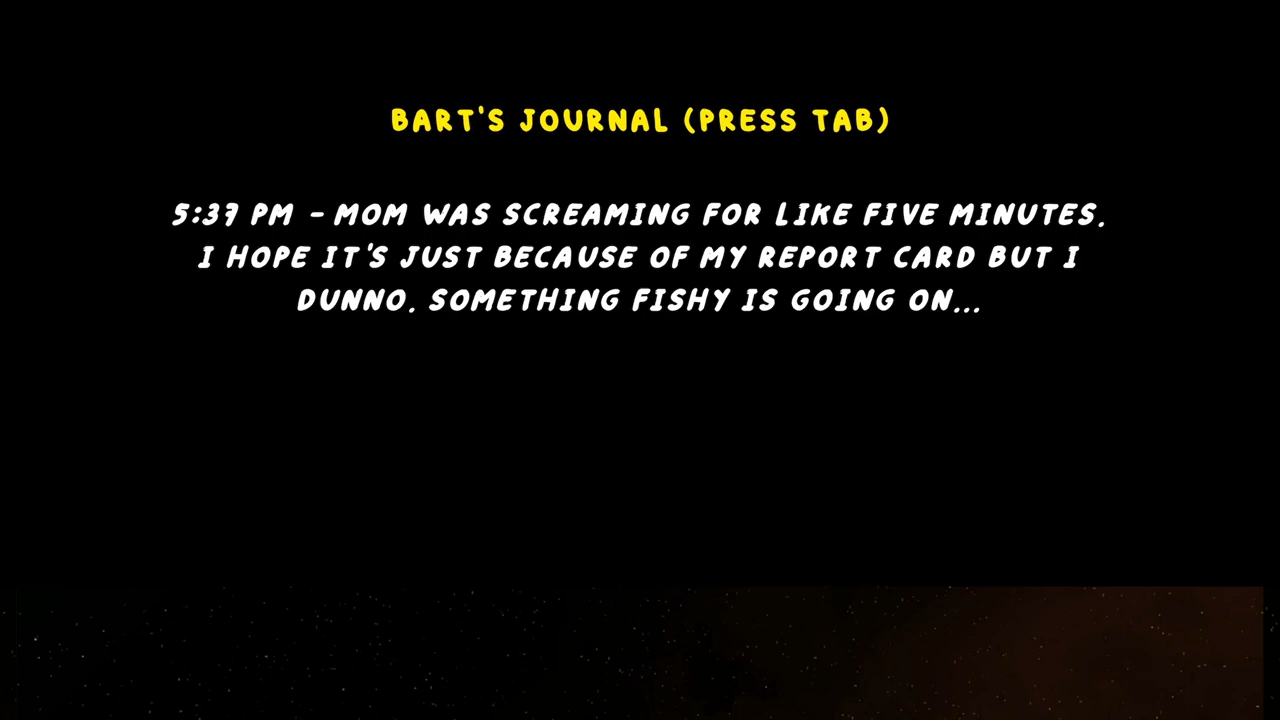 BART'S JOURNAL (PRESS TAB)
5:37 PM - MOM WAS SCREAMING FOR LIKE FIVE MINUTES.
I HOPE IT'S JUST BECAUSE OF MY REPORT CARD BUT I
DUNNO. SOMETHING FISHY IS GOING ON...